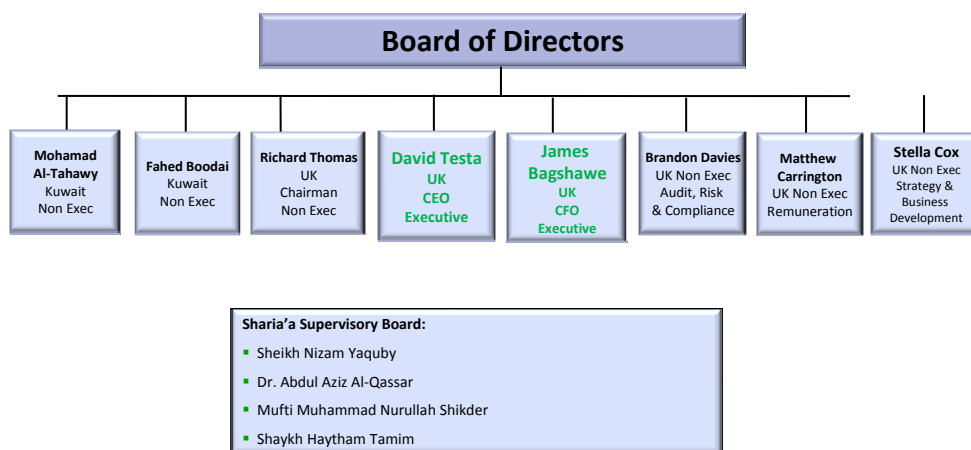 Board of Directors
Mohamad
Al-Tahawy
Kuwait
Non Exec
Fahed Boodai
Kuwait
Non Exec
Richard Thomas
UK
Chairman
Non Exec
David Testa
UK
CEO
Executive
James
Bagshawe
UK
CFO
Executive
Brandon Davies
UK Non Exec
Audit, Risk
& Compliance
Matthew
Carrington
UK Non Exec
Remuneration
Stella Cox
UK Non Exec
Strategy &
Business
Development
Sharia’a Supervisory Board:
▪ Sheikh Nizam Yaquby
▪ Dr. Abdul Aziz Al-Qassar
▪ Mufti Muhammad Nurullah Shikder
▪ Shaykh Haytham Tamim